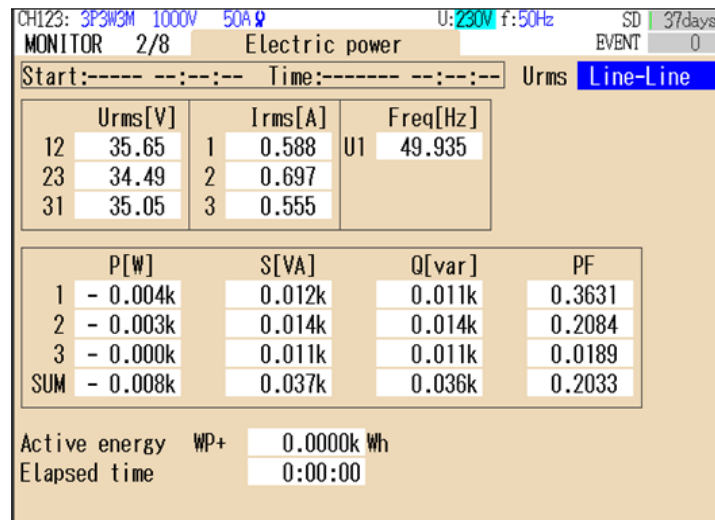 CH123: 3P3W3M 1000V 50A U:230V f:50Hz SD 37days
MONITOR 2/8 Electric power EVENT 0
Start:----- --:--:-- Time:------- --:--:-- Urms Line-Line
Urms[V] Irms[A] Freq[Hz]
12 35.65 1 0.588 U1 49.935
23 34.49 2 0.697
31 35.05 3 0.555
P[W] S[VA] Q[var] PF
1 - 0.004k 0.012k 0.011k 0.3631
2 - 0.003k 0.014k 0.014k 0.2084
3 - 0.000k 0.011k 0.011k 0.0189
SUM - 0.008k 0.037k 0.036k 0.2033
Active energy WP+ 0.0000k Wh
Elapsed time 0:00:00